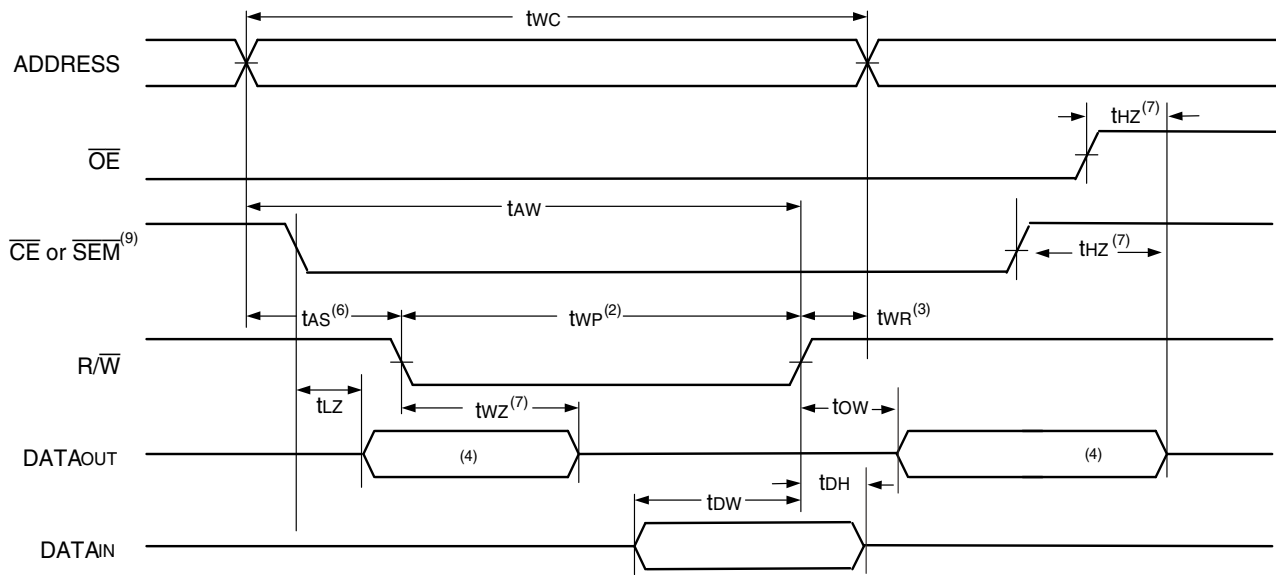 tWC
ADDRESS
tHZ(7)
OE
tAW
CE or SEM(9)
tHZ(7)
tAS(6)
tWP(2)
tWR(3)
R/W
tLZ
tWZ(7)
tOW
DATAOUT
(4)
(4)
tDH
tDW
DATAIN